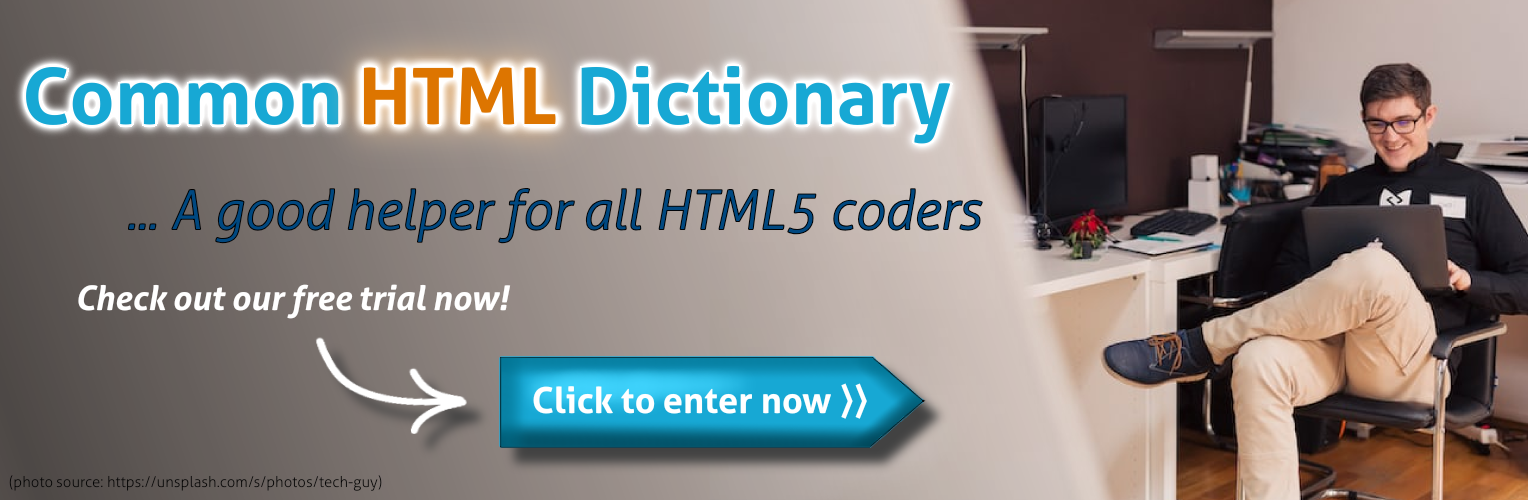 Common HTML Dictionary
... A good helper for all HTML5 coders
Check out our free trial now!
Click to enter now ⟩⟩
(photo source: https://unsplash.com/s/photos/tech-guy)